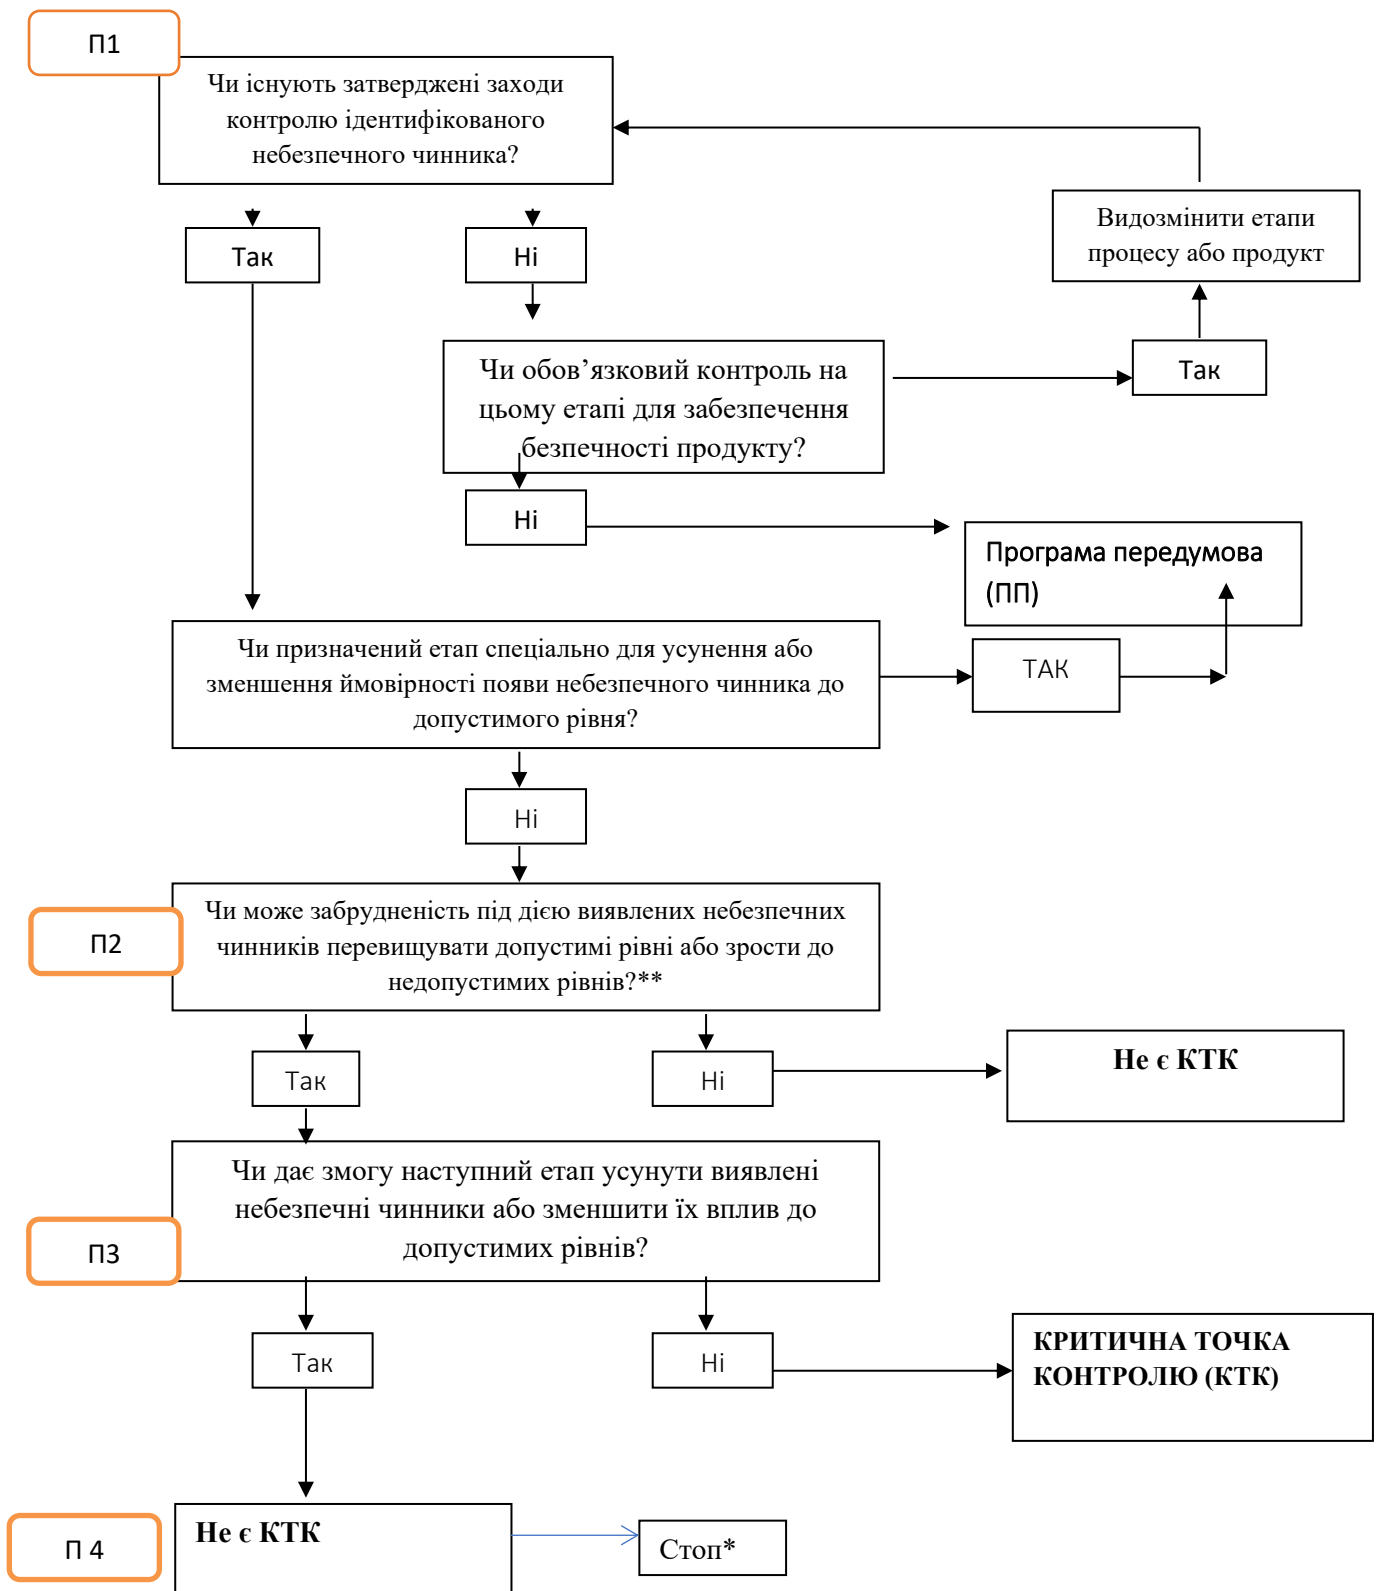 П1
Чи існують затверджені заходи
контролю ідентифікованого
небезпечного чинника?
Видозмінити етапи
процесу або продукт
Так
Ні
Чи обов’язковий контроль на
цьому етапі для забезпечення
безпечності продукту?
Так
Ні
Програма передумова
(ПП)
Чи призначений етап спеціально для усунення або
зменшення ймовірності появи небезпечного чинника до
допустимого рівня?
ТАК
Ні
П2
Чи може забрудненість під дією виявлених небезпечних
чинників перевищувати допустимі рівні або зрости до
недопустимих рівнів?**
Так
Ні
Не є КТК
Чи дає змогу наступний етап усунути виявлені
небезпечні чинники або зменшити їх вплив до
допустимих рівнів?
П3
Так
Ні
КРИТИЧНА ТОЧКА
КОНТРОЛЮ (КТК)
П 4
Не є КТК
Стоп*